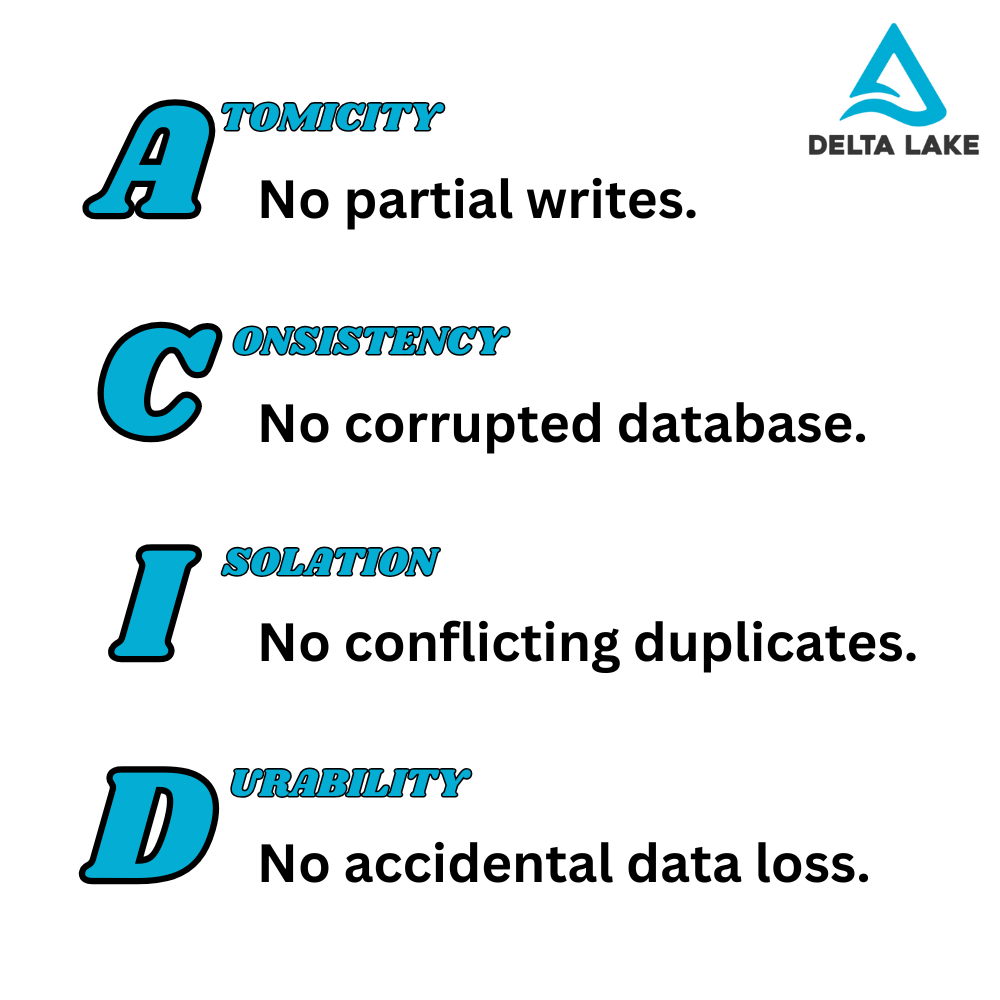 DELTA LAKE
ATOMICITY
No partial writes.
CONSISTENCY
No corrupted database.
ISOLATION
No conflicting duplicates.
DURABILITY
No accidental data loss.